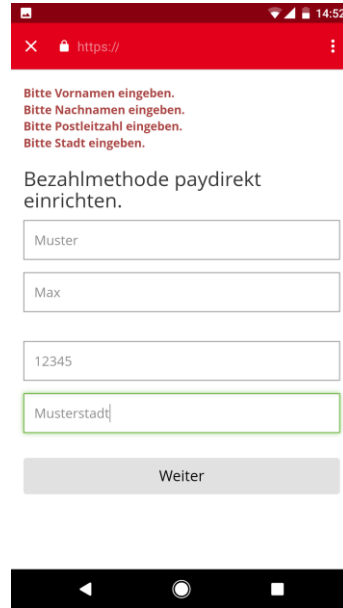 14:52
https://
Bitte Vornamen eingeben.
Bitte Nachnamen eingeben.
Bitte Postleitzahl eingeben.
Bitte Stadt eingeben.
Bezahlmethode paydirekt
einrichten.
Muster
Max
12345
Musterstadt
Weiter